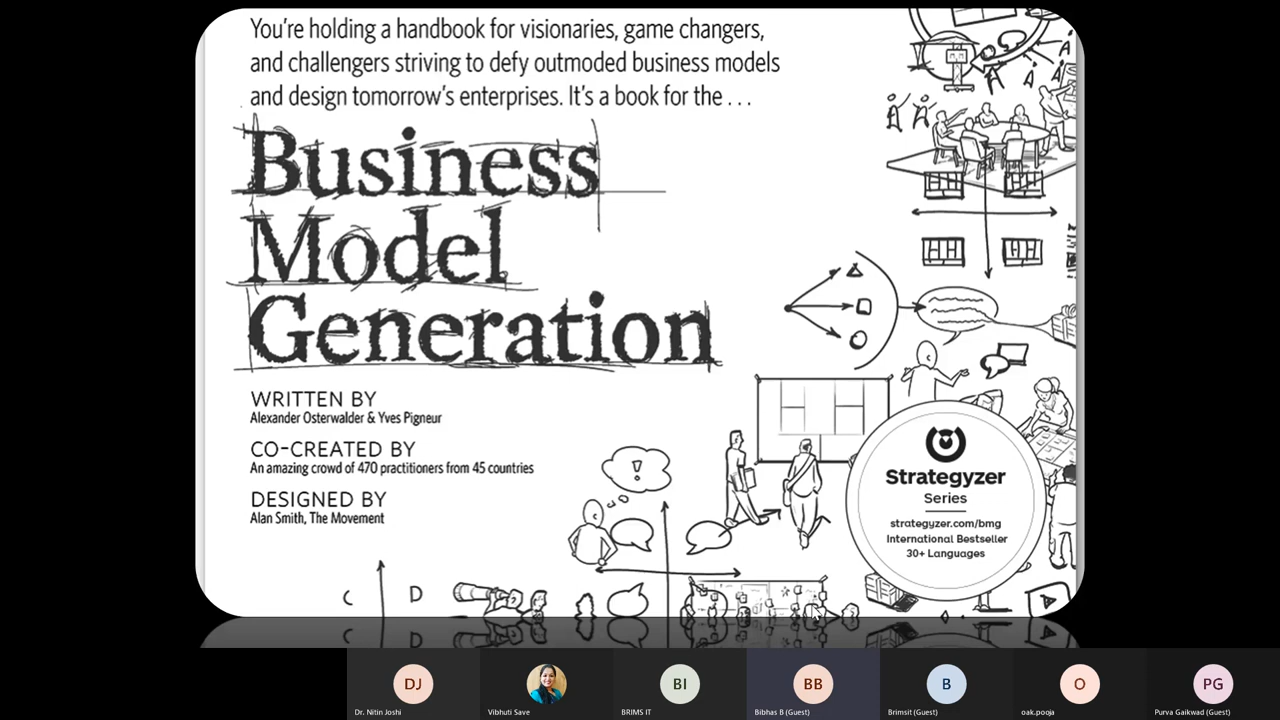 You're holding a handbook for visionaries, game changers,
and challengers striving to defy outmoded business models
and design tomorrow's enterprises. It's a book for the . . .
Business
Model
Generation
WRITTEN BY
Alexander Osterwalder & Yves Pigneur
CO-CREATED BY
An amazing crowd of 470 practitioners from 45 countries
DESIGNED BY
Alan Smith, The Movement
!
C D
Strategyzer
Series
strategyzer.com/bmg
International Bestseller
30+ Languages
DJ
Dr. Nitin Joshi
Vibhuti Save
BI
BRIMS IT
BB
Bibhas B (Guest)
B
Brimsit (Guest)
O
oak.pooja
PG
Purva Gaikwad (Guest)